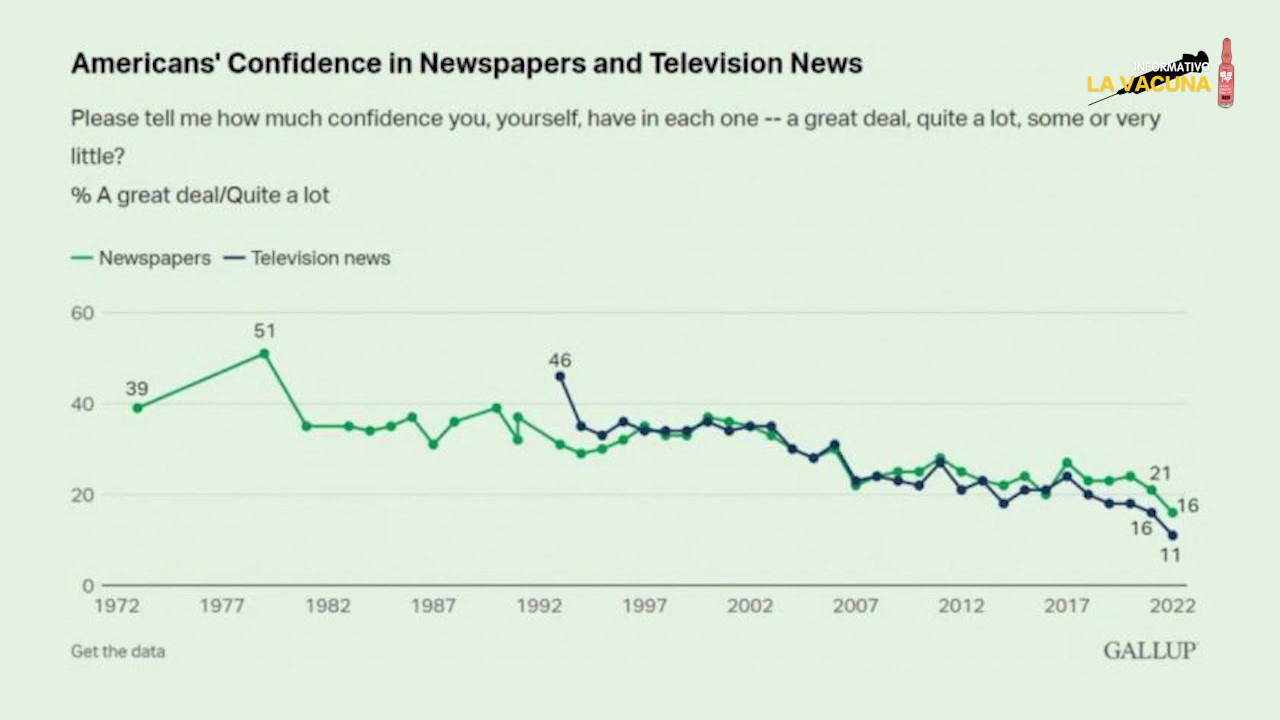 Americans' Confidence in Newspapers and Television News
INFORMATIVO
LA VACUNA
Please tell me how much confidence you, yourself, have in each one -- a great deal, quite a lot, some or very
little?
% A great deal/Quite a lot
Newspapers Television news
60
51
46
39
40
21
20
16
16
11
0
1972 1977 1982 1987 1992 1997 2002 2007 2012 2017 2022
Get the data
GALLUP